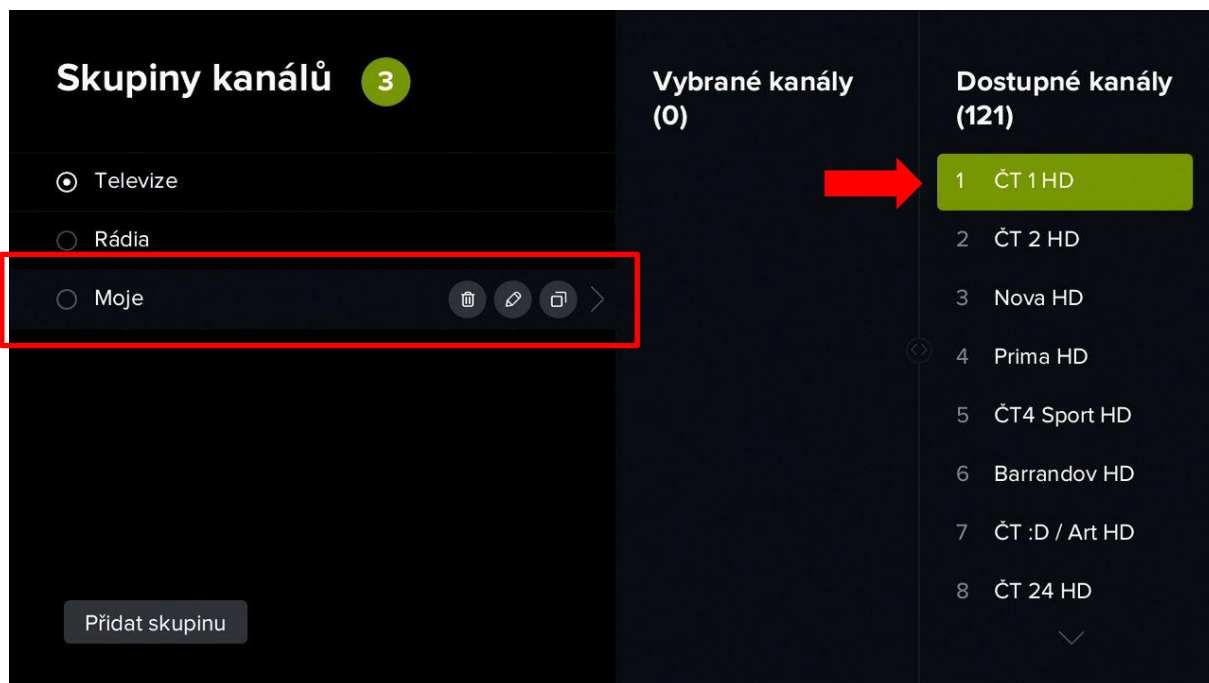 Skupiny kanálů 3
Televize
Rádia
Moje
Přidat skupinu
Vybrané kanály
(0)
Dostupné kanály
(121)
1 ČT 1 HD
2 ČT 2 HD
3 Nova HD
4 Prima HD
5 ČT4 Sport HD
6 Barrandov HD
7 ČT :D / Art HD
8 ČT 24 HD